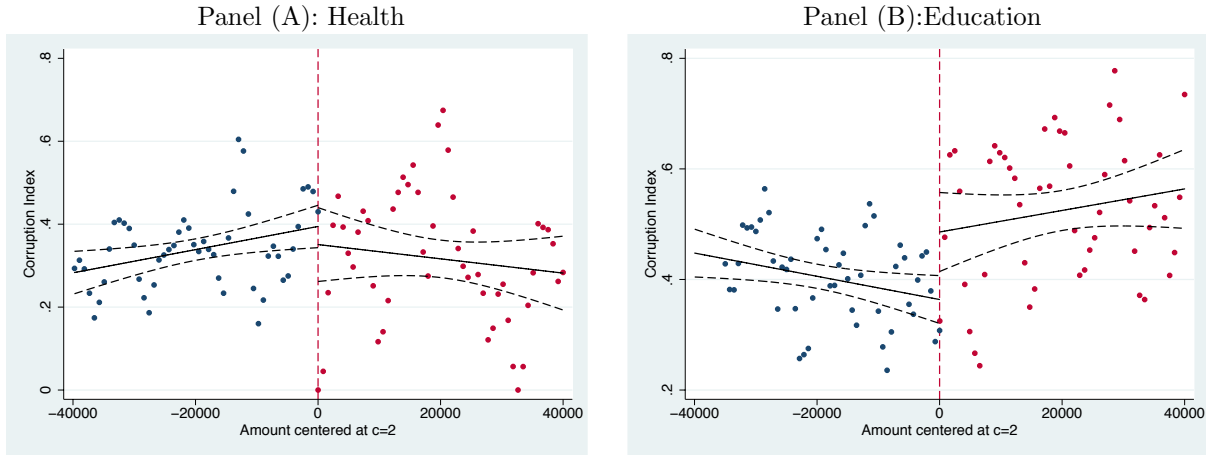 Panel (A): Health
.8
.6
.4
.2
0
Corruption Index
−40000 −20000 0 20000 40000
Amount centered at c=2
Panel (B):Education
.8
.6
.4
.2
Corruption Index
−40000 −20000 0 20000 40000
Amount centered at c=2